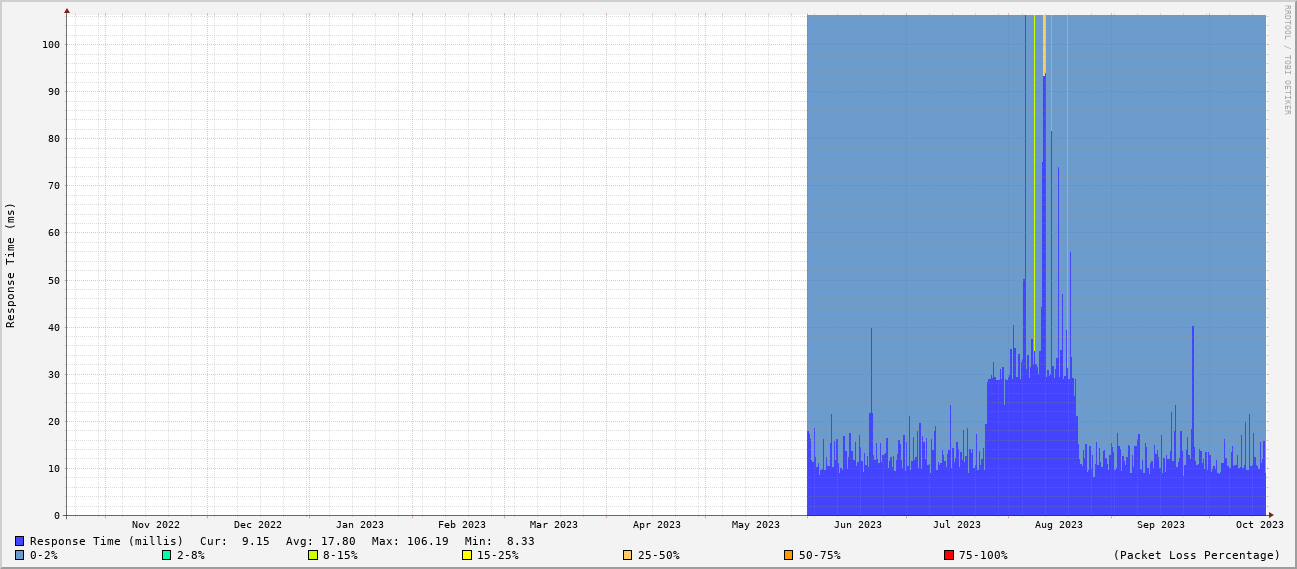 RRDTOOL / TOBI OETIKER
Response Time (ms)
100
90
80
70
60
50
40
30
20
10
0
Nov 2022 Dec 2022 Jan 2023 Feb 2023 Mar 2023 Apr 2023 May 2023 Jun 2023 Jul 2023 Aug 2023 Sep 2023 Oct 2023
Response Time (millis) Cur: 9.15 Avg: 17.80 Max: 106.19 Min: 8.33
0-2% 2-8% 8-15% 15-25% 25-50% 50-75% 75-100% (Packet Loss Percentage)